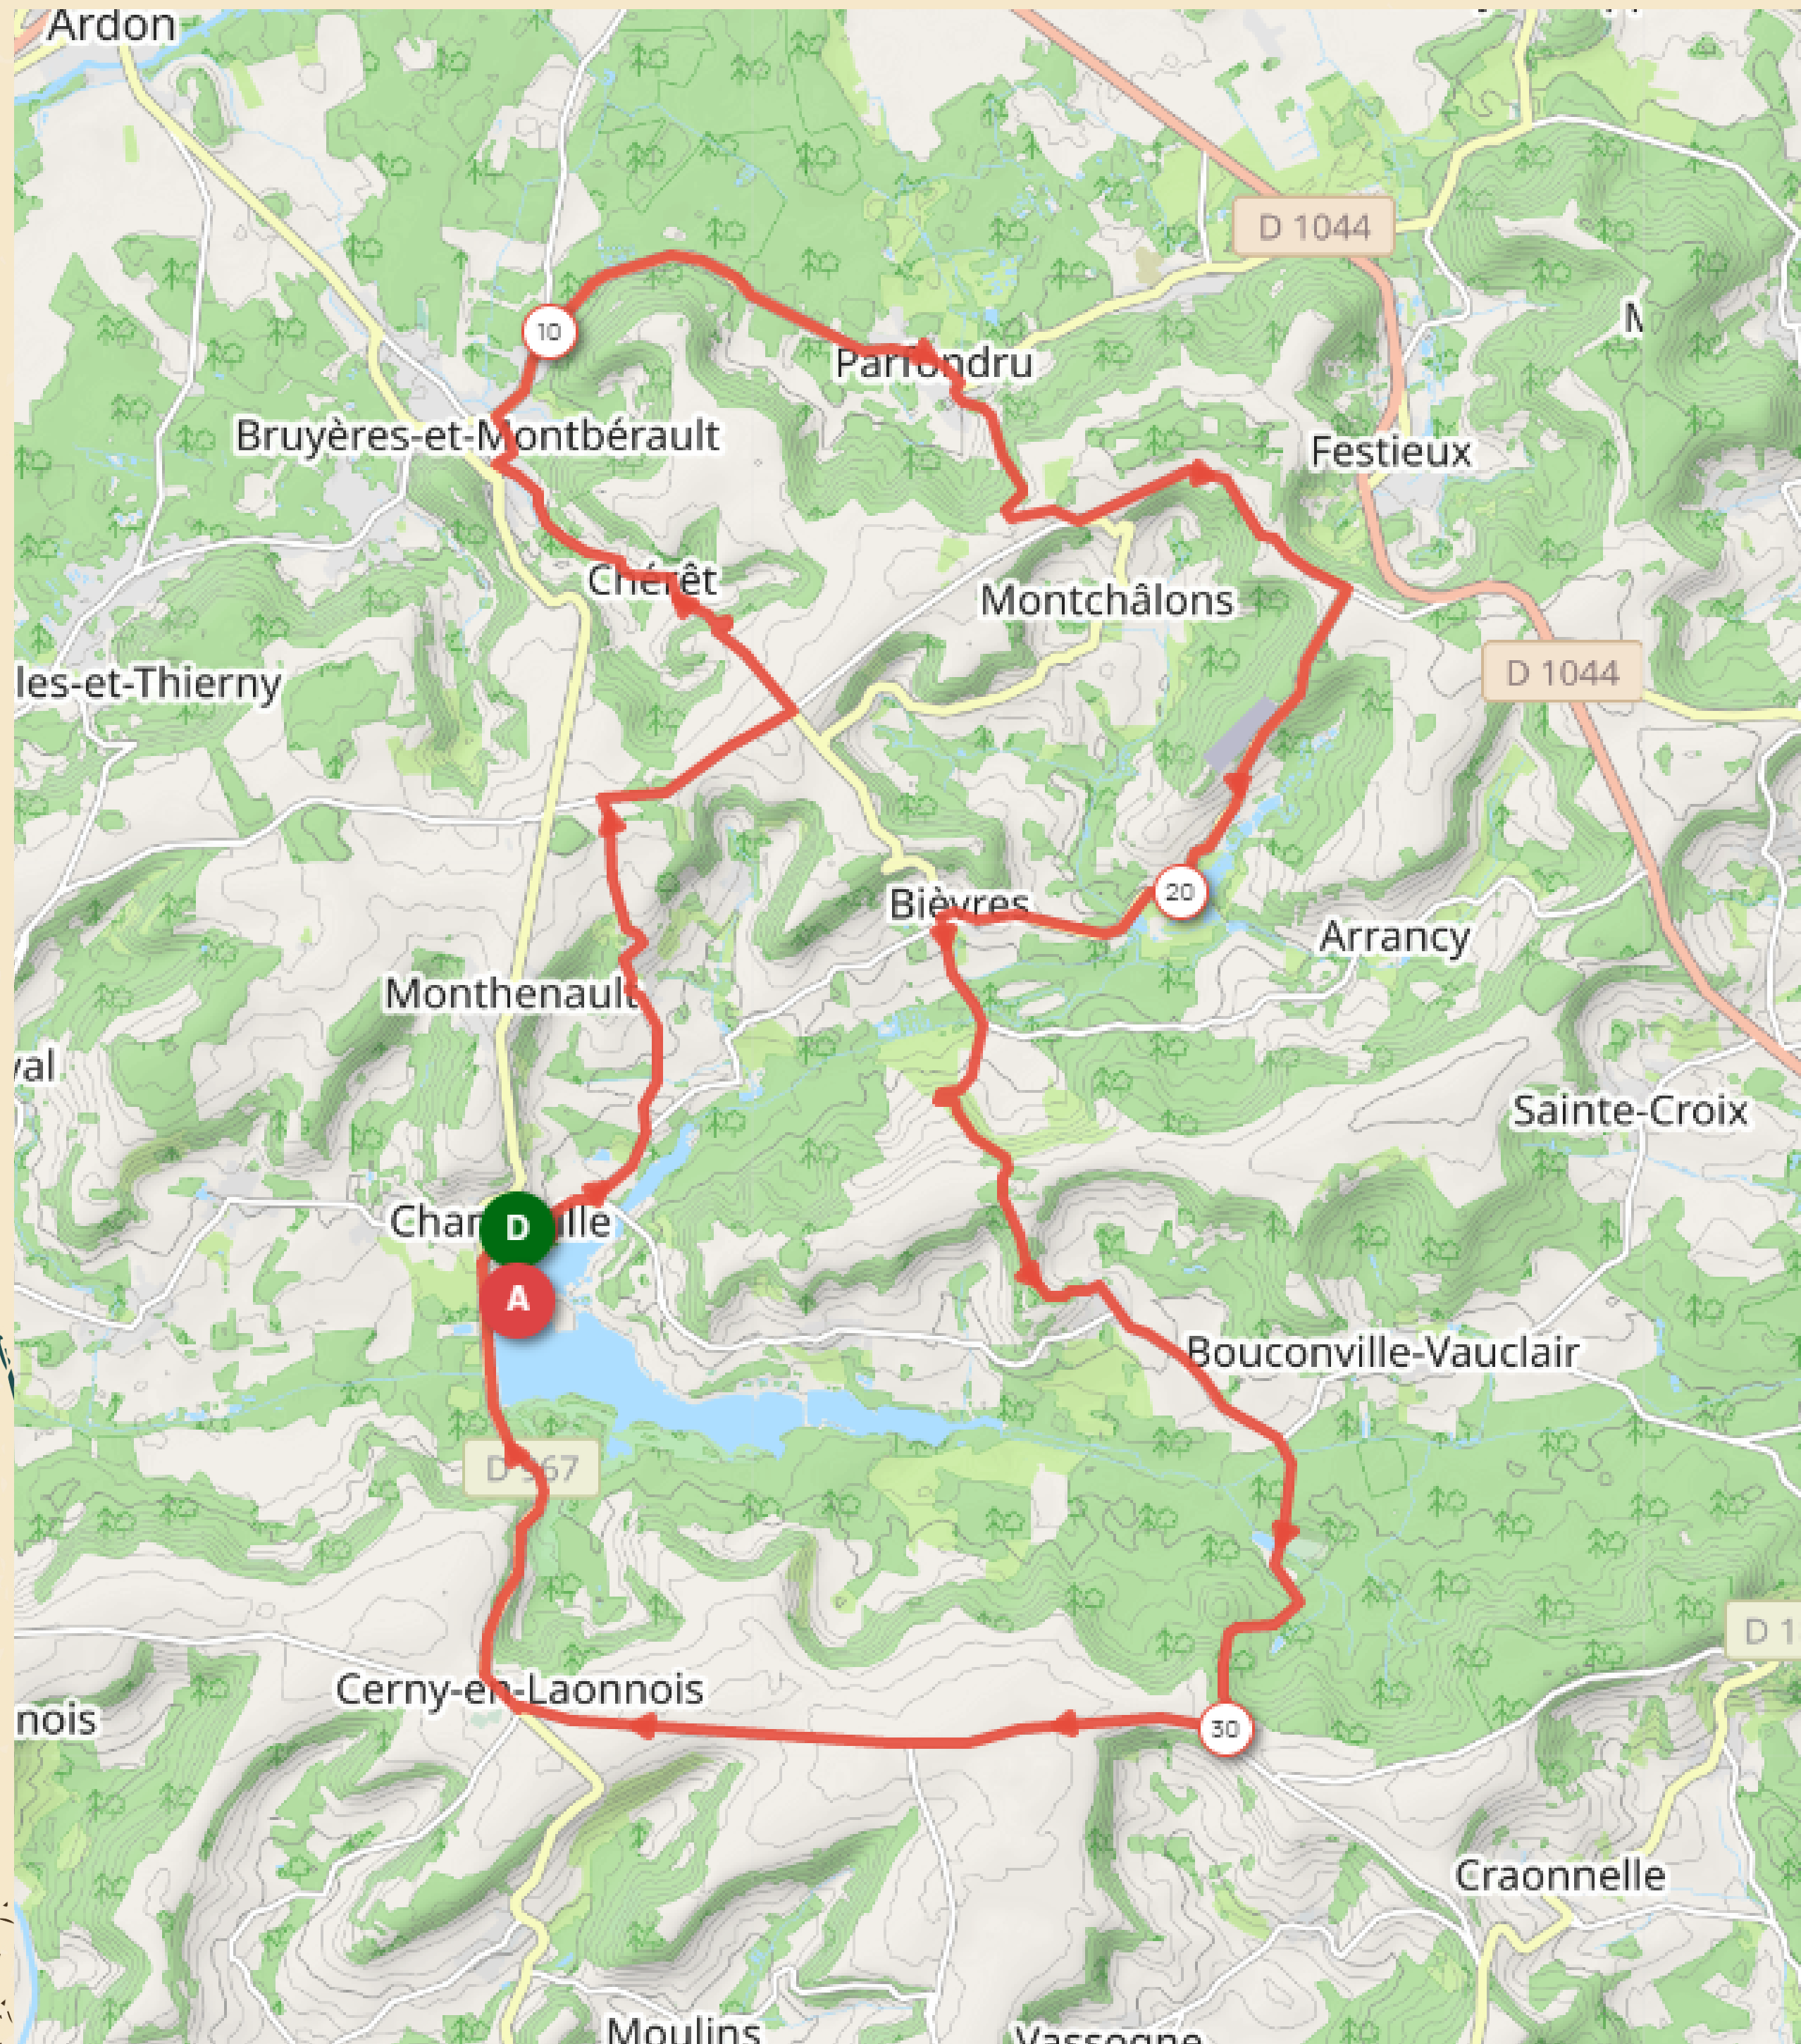 Ardon
D 1044
10
Parfondru
Bruyères-et-Montbérault
Festieux
Chérêt
Montchâlons
les-et-Thierny
D 1044
20
Bièvres
Arrancy
Monthenault
val
Sainte-Croix
D
A
Bouconville-Vauclair
D 967
D 1
Cerny-en-Laonnois
nois
30
Craonnelle
Moulins
Vassogne